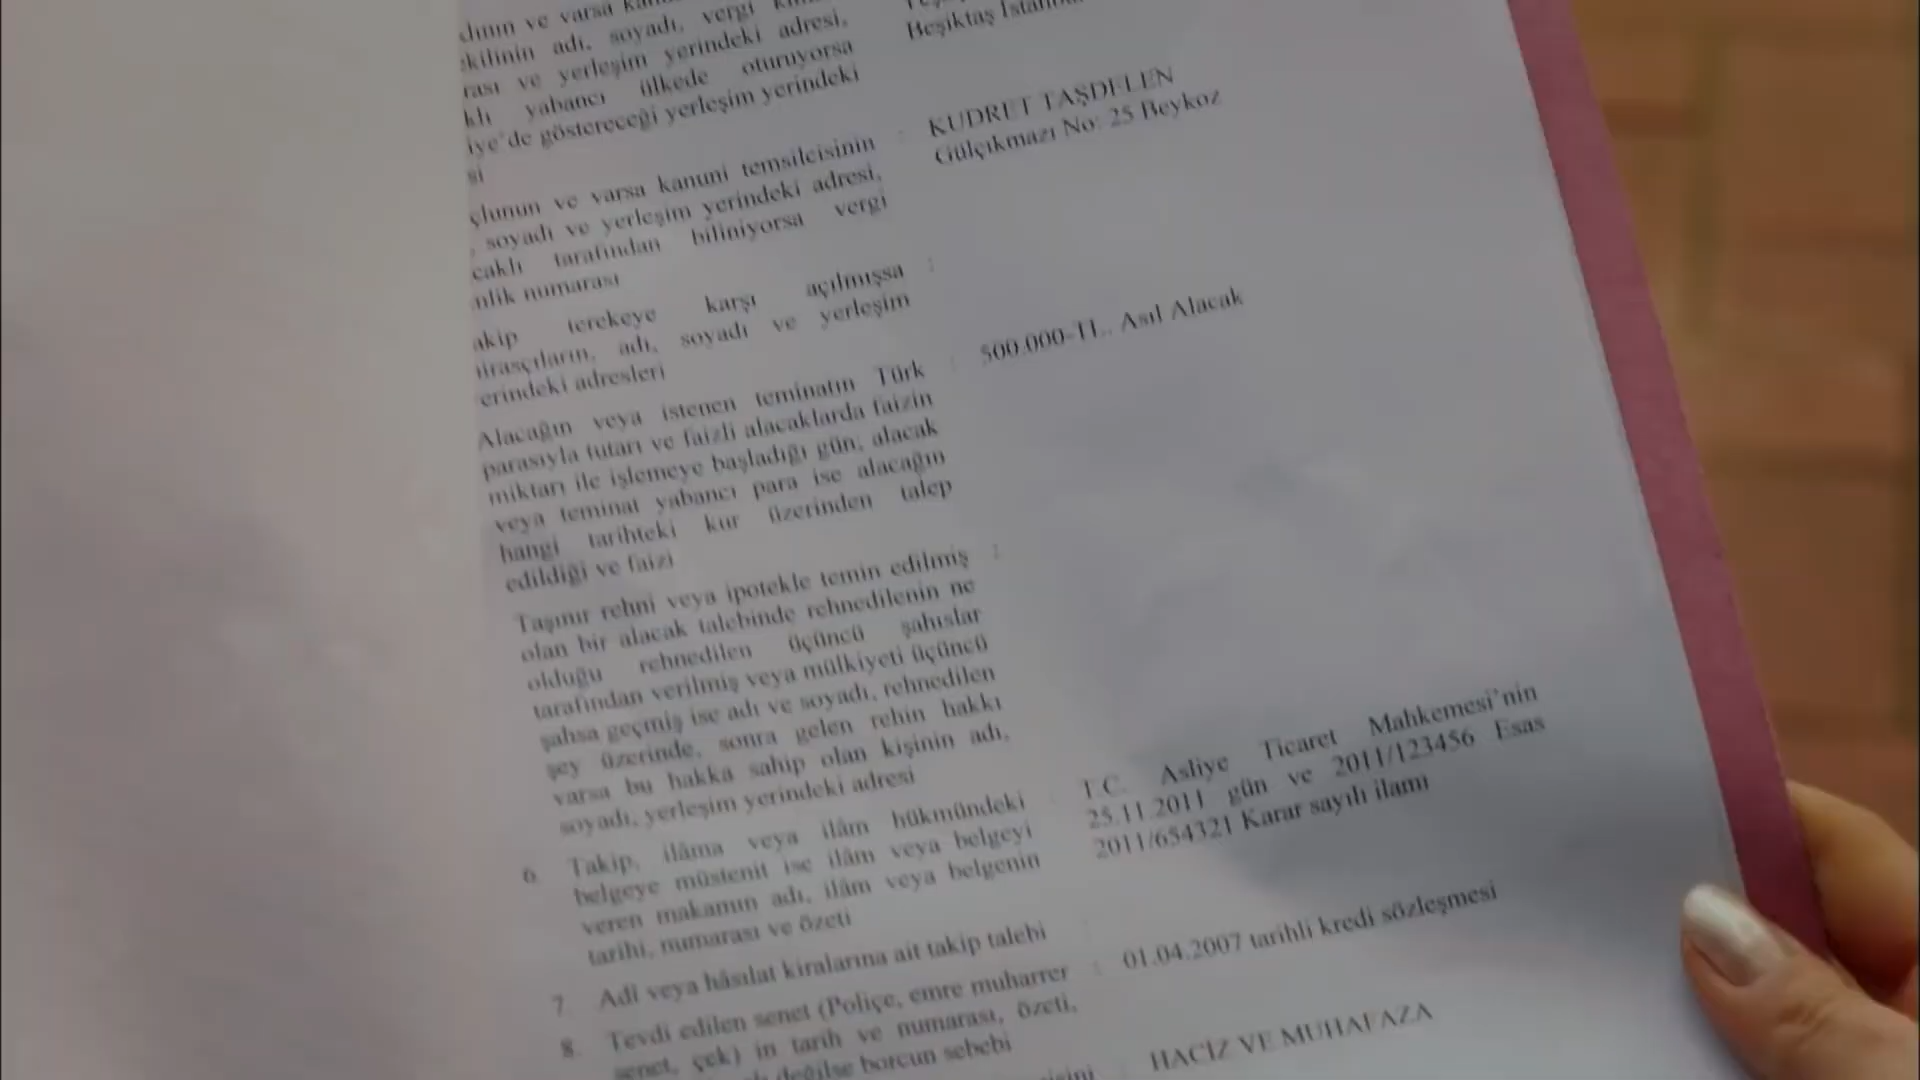 ve varsa
adı, soyadı, vergi
ve yerleşim yerindeki adresi,
yabancı ülkede oturuyorsa
iye'de göstereceği yerleşim yerindeki
si
Beşiktaş
çlunun ve varsa kanuni temsilcisinin
, soyadı ve yerleşim yerindeki adresi,
caklı tarafından biliniyorsa vergi
mlik numarası
: KUDRET TAŞDELEN
Gülçıkmazı No: 25 Beykoz
akip terekeye karşı açılmışsa :
irasçıların, adı, soyadı ve yerleşim
erindeki adresleri
Alacağın veya istenen teminatın Türk
parasıyla tutarı ve faizli alacaklarda faizin
miktarı ile işlemeye başladığı gün; alacak
veya teminat yabancı para ise alacağın
hangi tarihteki kur üzerinden talep
edildiği ve faizi
: 500.000-TL. Asıl Alacak
Taşınır rehni veya ipotekle temin edilmiş :
olan bir alacak talebinde rehnedilenin ne
olduğu rehnedilen üçüncü şahıslar
tarafından verilmiş veya mülkiyeti üçüncü
şahsa geçmiş ise adı ve soyadı, rehnedilen
şey üzerinde, sonra gelen rehin hakkı
varsa bu hakka sahip olan kişinin adı,
soyadı, yerleşim yerindeki adresi
6. Takip, ilâma veya ilâm hükmündeki
belgeye müstenit ise ilâm veya belgeyi
veren makamın adı, ilâm veya belgenin
tarihi, numarası ve özeti
: T.C. Asliye Ticaret Mahkemesi'nin
25.11.2011 gün ve 2011/123456 Esas
2011/654321 Karar sayılı ilamı
7 Adî veya hâsılat kiralarına ait takip talebi :
8. Tevdi edilen senet (Poliçe, emre muharrer
senet, çek) in tarih ve numarası, özeti,
değilse borcun sebebi
: 01.04.2007 tarihli kredi sözleşmesi
: HACİZ VE MUHAFAZA